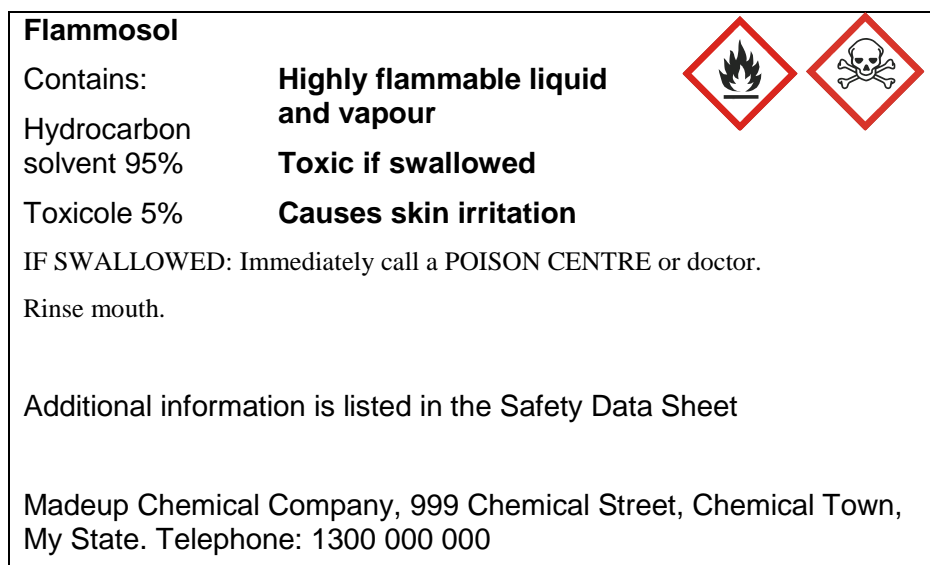 Flammosol
Contains:
Hydrocarbon
solvent 95%
Toxicole 5%
Highly flammable liquid
and vapour
Toxic if swallowed
Causes skin irritation
IF SWALLOWED: Immediately call a POISON CENTRE or doctor.
Rinse mouth.
Additional information is listed in the Safety Data Sheet
Madeup Chemical Company, 999 Chemical Street, Chemical Town,
My State. Telephone: 1300 000 000